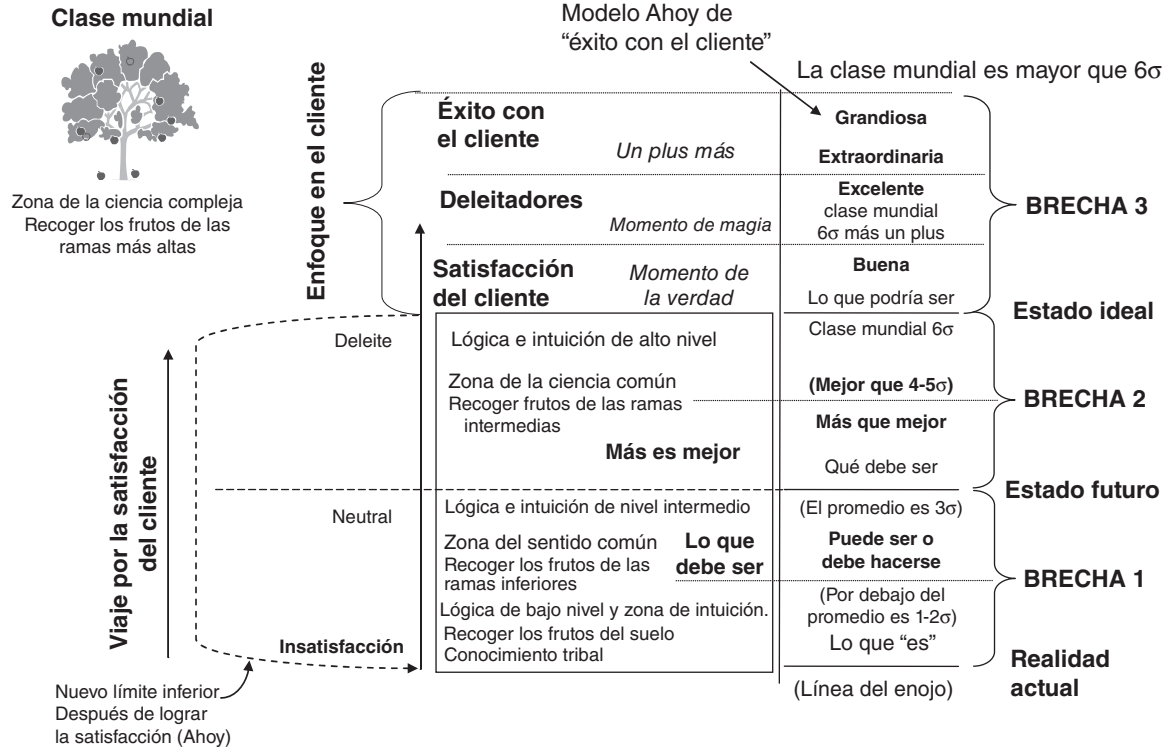 Clase mundial
Zona de la ciencia compleja
Recoger los frutos de las
ramas más altas
Enfoque en el cliente
Modelo Ahoy de
“éxito con el cliente”
La clase mundial es mayor que 6σ
Éxito con
el cliente
Un plus más
Grandiosa
Extraordinaria
Deleitadores
Momento de magia
Excelente
clase mundial
6σ más un plus
BRECHA 3
Satisfacción
del cliente
Momento de
la verdad
Buena
Lo que podría ser
Estado ideal
Viaje por la satisfacción
del cliente
Deleite
Lógica e intuición de alto nivel
Clase mundial 6σ
Zona de la ciencia común
Recoger frutos de las ramas
intermedias
(Mejor que 4-5σ)
BRECHA 2
Más que mejor
Más es mejor
Qué debe ser
Estado futuro
Neutral
Lógica e intuición de nivel intermedio
(El promedio es 3σ)
Zona del sentido común
Recoger los frutos de las
ramas inferiores
Lo que
debe ser
Puede ser o
debe hacerse
BRECHA 1
Lógica de bajo nivel y zona de intuición.
Recoger los frutos del suelo
Conocimiento tribal
(Por debajo del
promedio es 1-2σ)
Lo que “es”
Insatisfacción
Realidad
actual
(Línea del enojo)
Nuevo límite inferior
Después de lograr
la satisfacción (Ahoy)